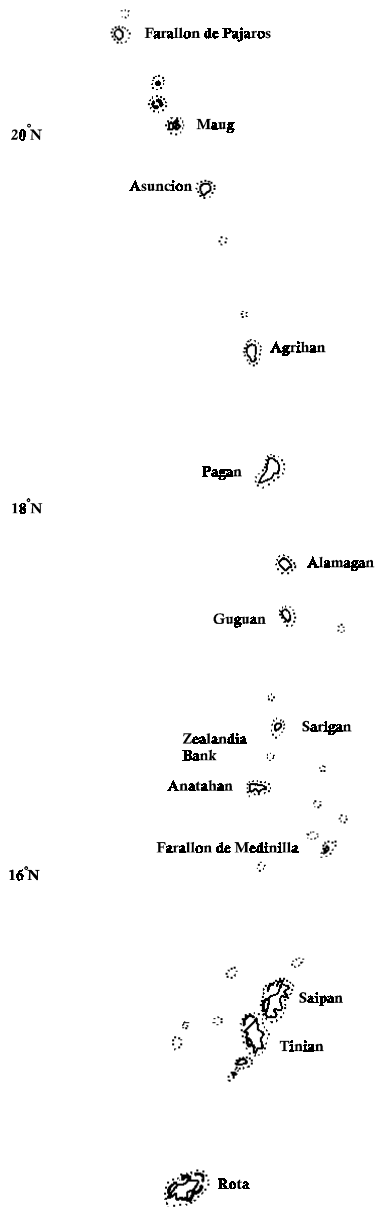 Farallon de Pajaros
Maug
20°N
Asuncion
Agrihan
Pagan
18°N
Alamagan
Guguan
Sarigan
Zealandia
Bank
Anatahan
Farallon de Medinilla
16°N
Saipan
Tinian
Rota